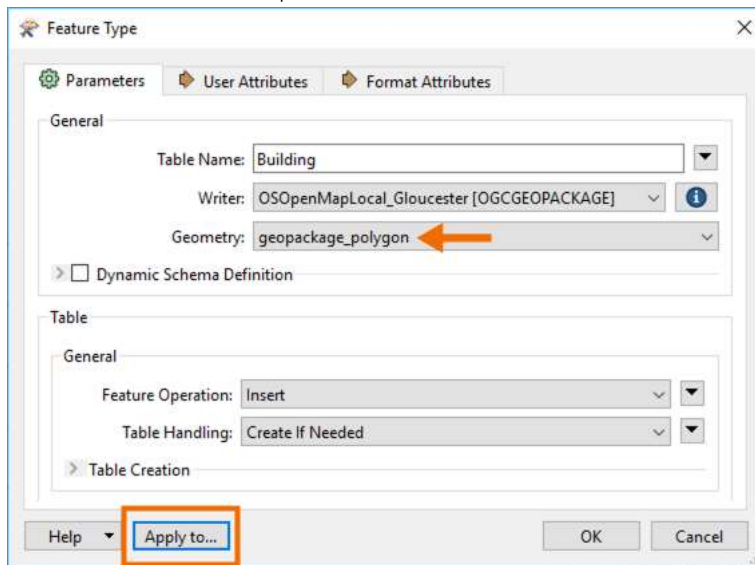 Feature Type
Parameters User Attributes Format Attributes
General
Table Name: Building
Writer: OSOpenMapLocal_Gloucester [OGCGEOPACKAGE]
Geometry: geopackage_polygon
Dynamic Schema Definition
Table
General
Feature Operation: Insert
Table Handling: Create If Needed
Table Creation
Help Apply to... OK Cancel